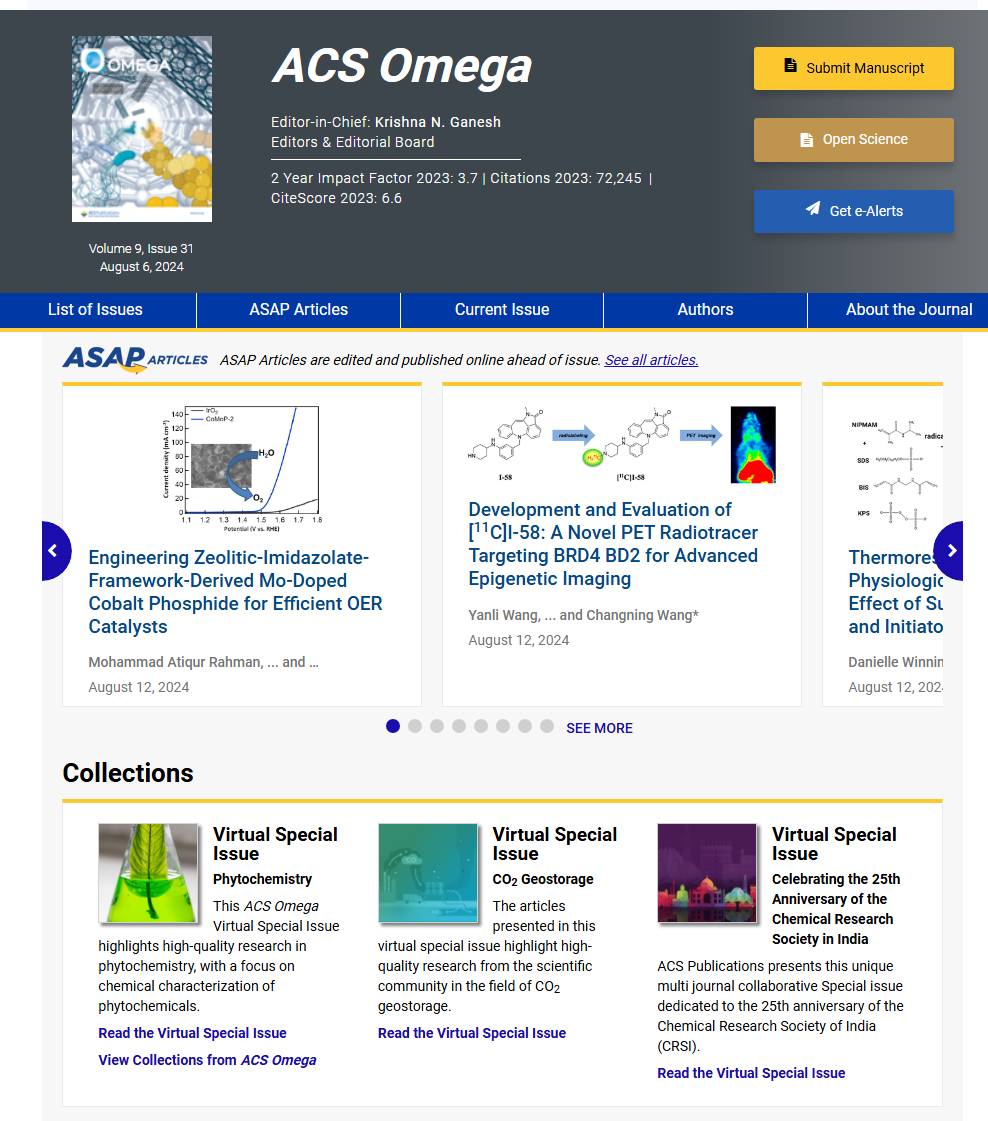 ACS
OMEGA
ACS Omega
Editor-in-Chief: Krishna N. Ganesh
Editors & Editorial Board
2 Year Impact Factor 2023: 3.7 | Citations 2023: 72,245 |
CiteScore 2023: 6.6
Volume 9, Issue 31
August 6, 2024
Submit Manuscript
Open Science
Get e-Alerts
List of Issues
ASAP Articles
Current Issue
Authors
About the Journal
ASAP ARTICLES
ASAP Articles are edited and published online ahead of issue. See all articles.
IrO2
CoMoP-2
Current density (mA cm-2)
140
120
100
80
60
40
20
0
H2O
O2
1.1 1.2 1.3 1.4 1.5 1.6 1.7 1.8
Potential (V vs. RHE)
Engineering Zeolitic-Imidazolate-
Framework-Derived Mo-Doped
Cobalt Phosphide for Efficient OER
Catalysts
Mohammad Atiqur Rahman, ... and ...
August 12, 2024
radiolabeling
PET imaging
I-58
[11C]I-58
Development and Evaluation of
[11C]I-58: A Novel PET Radiotracer
Targeting BRD4 BD2 for Advanced
Epigenetic Imaging
Yanli Wang, ... and Changning Wang*
August 12, 2024
NIPMAM
+
SDS
BIS
KPS
radica
Thermores
Physiologic
Effect of Su
and Initiato
Danielle Winnin
August 12, 202
SEE MORE
Collections
Virtual Special
Issue
Phytochemistry
This ACS Omega
Virtual Special Issue
highlights high-quality research in
phytochemistry, with a focus on
chemical characterization of
phytochemicals.
Read the Virtual Special Issue
View Collections from ACS Omega
Virtual Special
Issue
CO2 Geostorage
The articles
presented in this
virtual special issue highlight high-
quality research from the scientific
community in the field of CO2
geostorage.
Read the Virtual Special Issue
Virtual Special
Issue
Celebrating the 25th
Anniversary of the
Chemical Research
Society in India
ACS Publications presents this unique
multi journal collaborative Special issue
dedicated to the 25th anniversary of the
Chemical Research Society of India
(CRSI).
Read the Virtual Special Issue